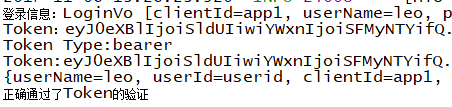 登录信息：LoginVo [clientId=app1, userName=leo, p
Token:eyJ0eXBlIjoiSldUIiwiYWxnIjoiSFMyNTYifQ.
Token Type:bearer
Token:eyJ0eXBlIjoiSldUIiwiYWxnIjoiSFMyNTYifQ.
{userName=leo, userId=userid, clientId=app1,
正确通过了Token的验证